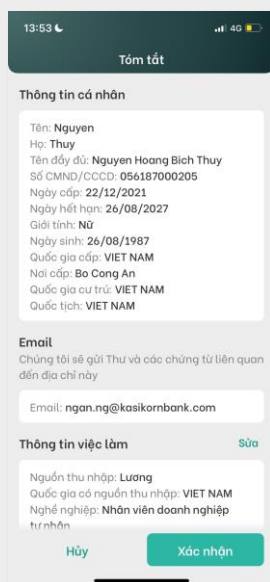 13:53
4G
Tóm tắt
Thông tin cá nhân
Tên: Nguyen
Họ: Thuy
Tên đầy đủ: Nguyen Hoang Bich Thuy
Số CMND/CCCD: 056187000205
Ngày cấp: 22/12/2021
Ngày hết hạn: 26/08/2027
Giới tính: Nữ
Ngày sinh: 26/08/1987
Quốc gia cấp: VIET NAM
Nơi cấp: Bo Cong An
Quốc gia cư trú: VIET NAM
Quốc tịch: VIET NAM
Email
Chúng tôi sẽ gửi Thư và các chứng từ liên quan
đến địa chỉ này
Email: ngan.ng@kasikornbank.com
Thông tin việc làm Sửa
Nguồn thu nhập: Lương
Quốc gia có nguồn thu nhập: VIET NAM
Nghề nghiệp: Nhân viên doanh nghiệp
tư nhân
Hủy Xác nhận